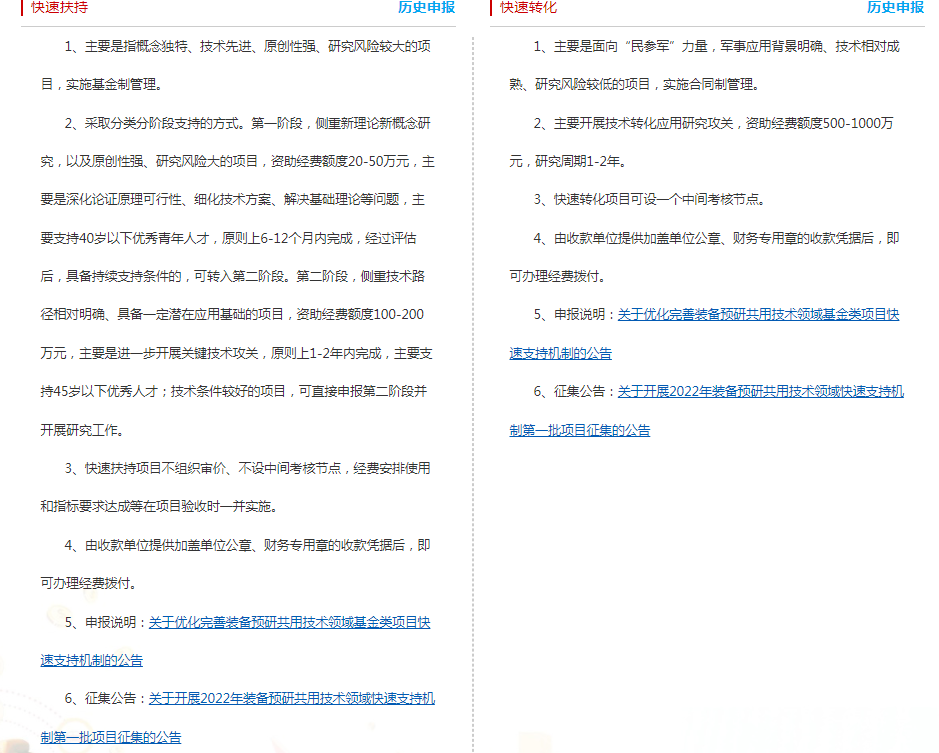 快速扶持
历史申报
1、主要是指概念独特、技术先进、原创性强、研究风险较大的项
目，实施基金制管理。
2、采取分类分阶段支持的方式。第一阶段，侧重新理论新概念研
究，以及原创性强、研究风险大的项目，资助经费额度20-50万元，主
要是深化论证原理可行性、细化技术方案、解决基础理论等问题，主
要支持40岁以下优秀青年人才，原则上6-12个月内完成，经过评估
后，具备持续支持条件的，可转入第二阶段。第二阶段，侧重技术路
径相对明确、具备一定潜在应用基础的项目，资助经费额度100-200
万元，主要是进一步开展关键技术攻关，原则上1-2年内完成，主要支
持45岁以下优秀人才；技术条件较好的项目，可直接申报第二阶段并
开展研究工作。
3、快速扶持项目不组织审价、不设中间考核节点，经费安排使用
和指标要求达成等在项目验收时一并实施。
4、由收款单位提供加盖单位公章、财务专用章的收款凭据后，即
可办理经费拨付。
5、申报说明：关于优化完善装备预研共用技术领域基金类项目快
速支持机制的公告
6、征集公告：关于开展2022年装备预研共用技术领域快速支持机
制第一批项目征集的公告
快速转化
历史申报
1、主要是面向“民参军”力量，军事应用背景明确、技术相对成
熟、研究风险较低的项目，实施合同制管理。
2、主要开展技术转化应用研究攻关，资助经费额度500-1000万
元，研究周期1-2年。
3、快速转化项目可设一个中间考核节点。
4、由收款单位提供加盖单位公章、财务专用章的收款凭据后，即
可办理经费拨付。
5、申报说明：关于优化完善装备预研共用技术领域基金类项目快
速支持机制的公告
6、征集公告：关于开展2022年装备预研共用技术领域快速支持机
制第一批项目征集的公告